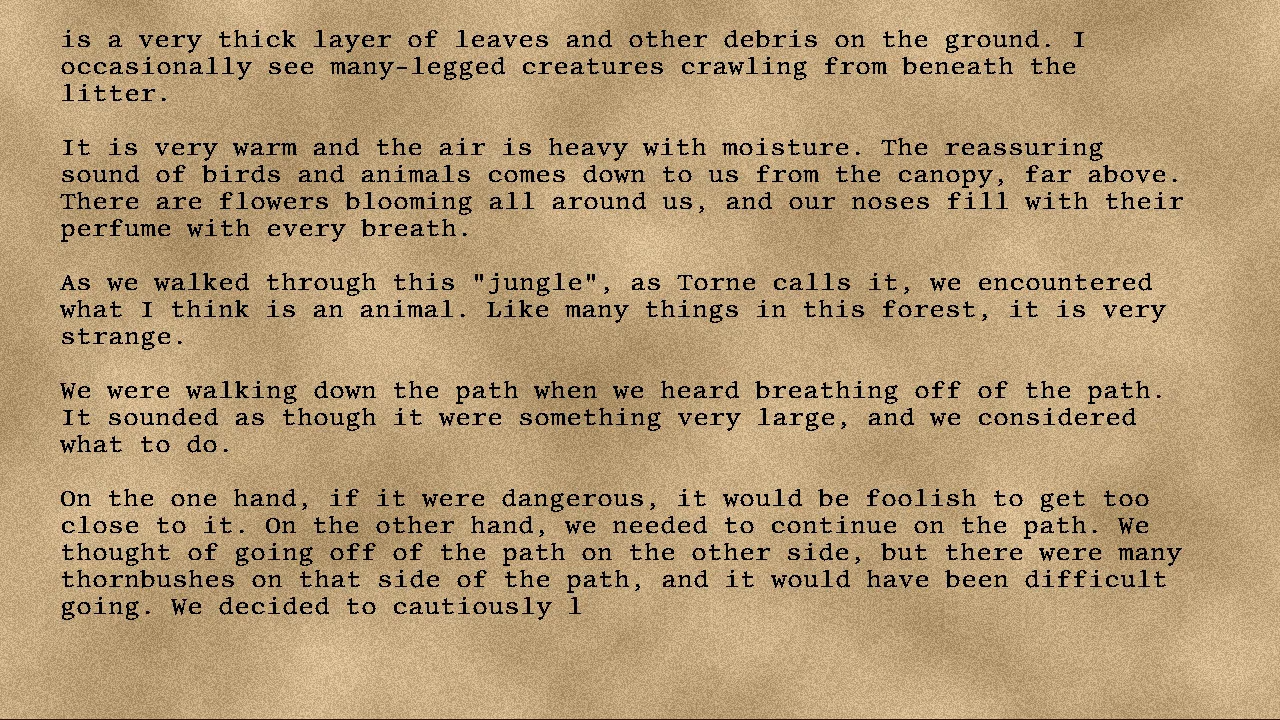 is a very thick layer of leaves and other debris on the ground. I
occasionally see many-legged creatures crawling from beneath the
litter.
It is very warm and the air is heavy with moisture. The reassuring
sound of birds and animals comes down to us from the canopy, far above.
There are flowers blooming all around us, and our noses fill with their
perfume with every breath.
As we walked through this "jungle", as Torne calls it, we encountered
what I think is an animal. Like many things in this forest, it is very
strange.
We were walking down the path when we heard breathing off of the path.
It sounded as though it were something very large, and we considered
what to do.
On the one hand, if it were dangerous, it would be foolish to get too
close to it. On the other hand, we needed to continue on the path. We
thought of going off of the path on the other side, but there were many
thornbushes on that side of the path, and it would have been difficult
going. We decided to cautiously l